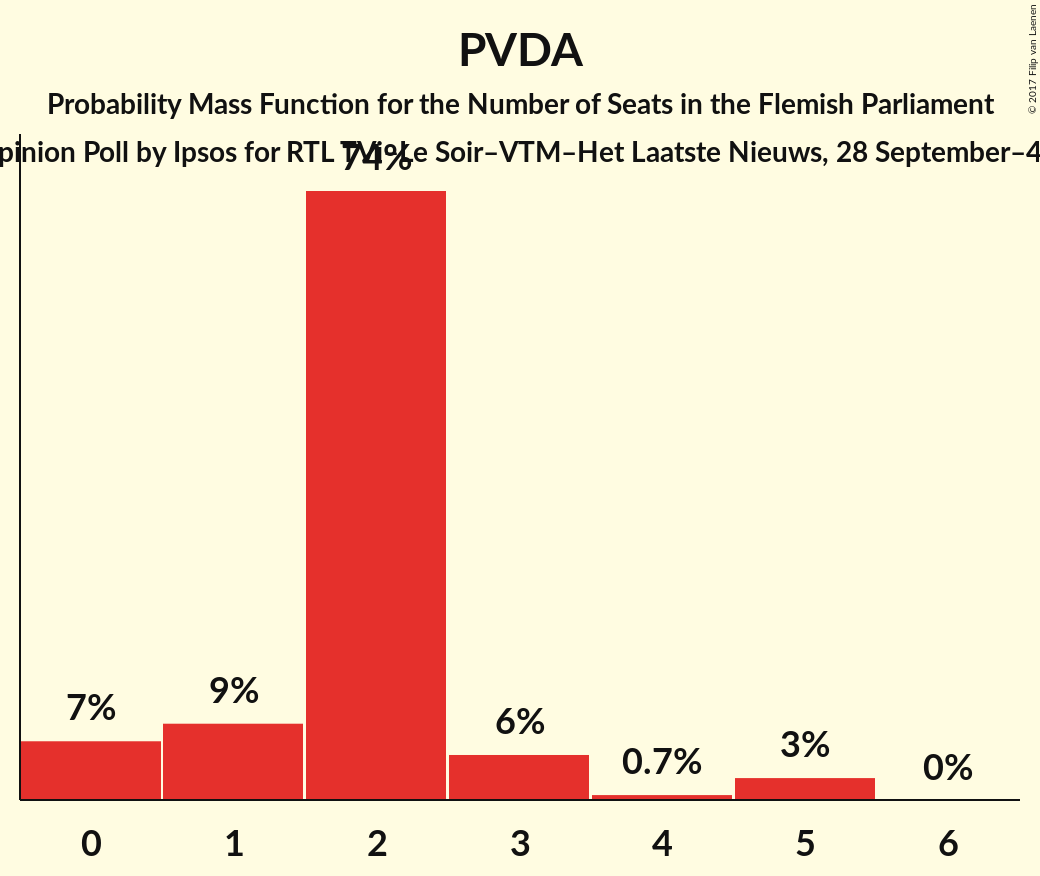 PVDA
Probability Mass Function for the Number of Seats in the Flemish Parliament
pinion Poll by Ipsos for RTL TVi–Le Soir–VTM–Het Laatste Nieuws, 28 September–4
74%
7%
9%
6%
0.7%
3%
0%
0 1 2 3 4 5 6
© 2017 Filip van Laenen